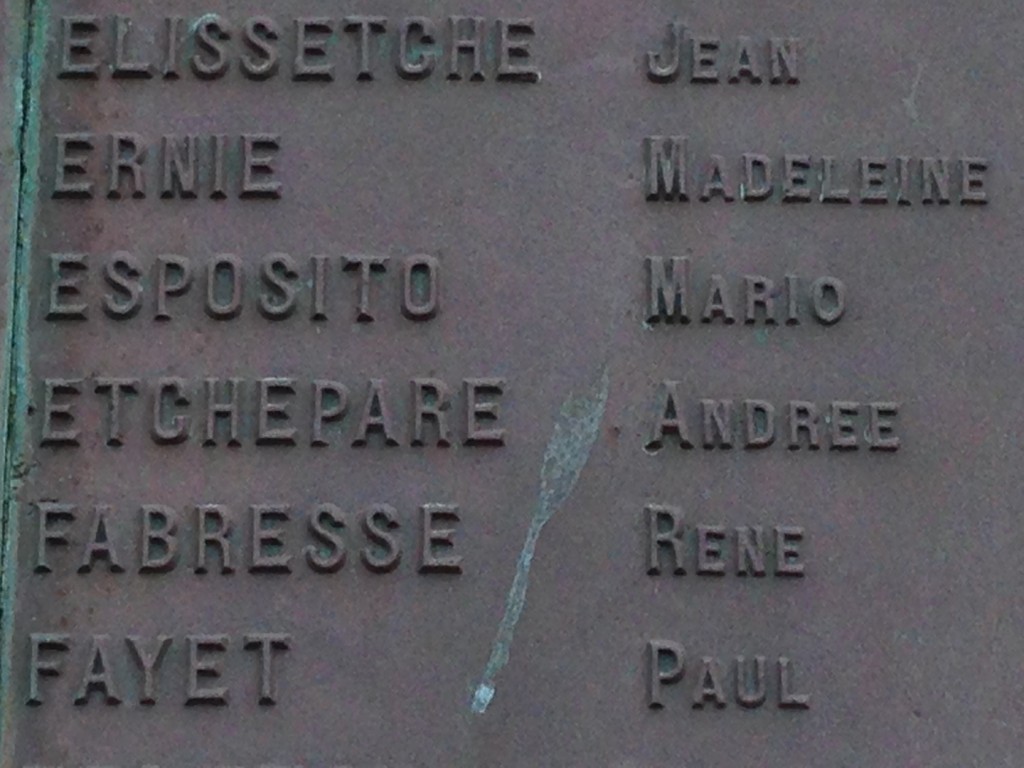 ELISSETCHE JEAN
ERNIE MADELEINE
ESPOSITO MARIO
ETCHEPARE ANDREE
FABRESSE RENE
FAYET PAUL